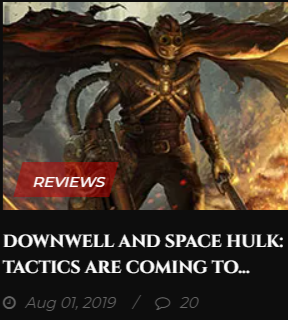 REVIEWS
DOWNWELL AND SPACE HULK:
TACTICS ARE COMING TO...
Aug 01, 2019 / 20